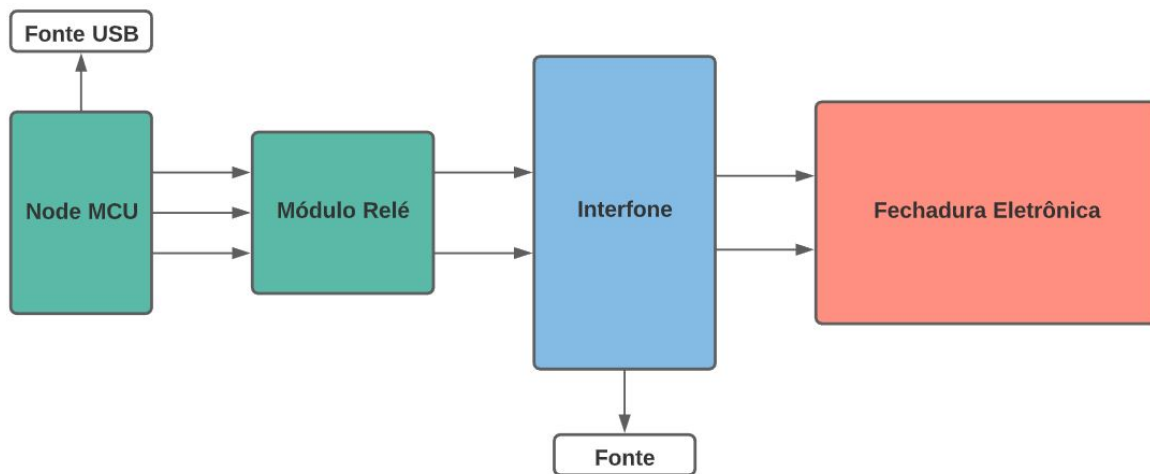 Fonte USB
Node MCU
Módulo Relé
Interfone
Fechadura Eletrônica
Fonte